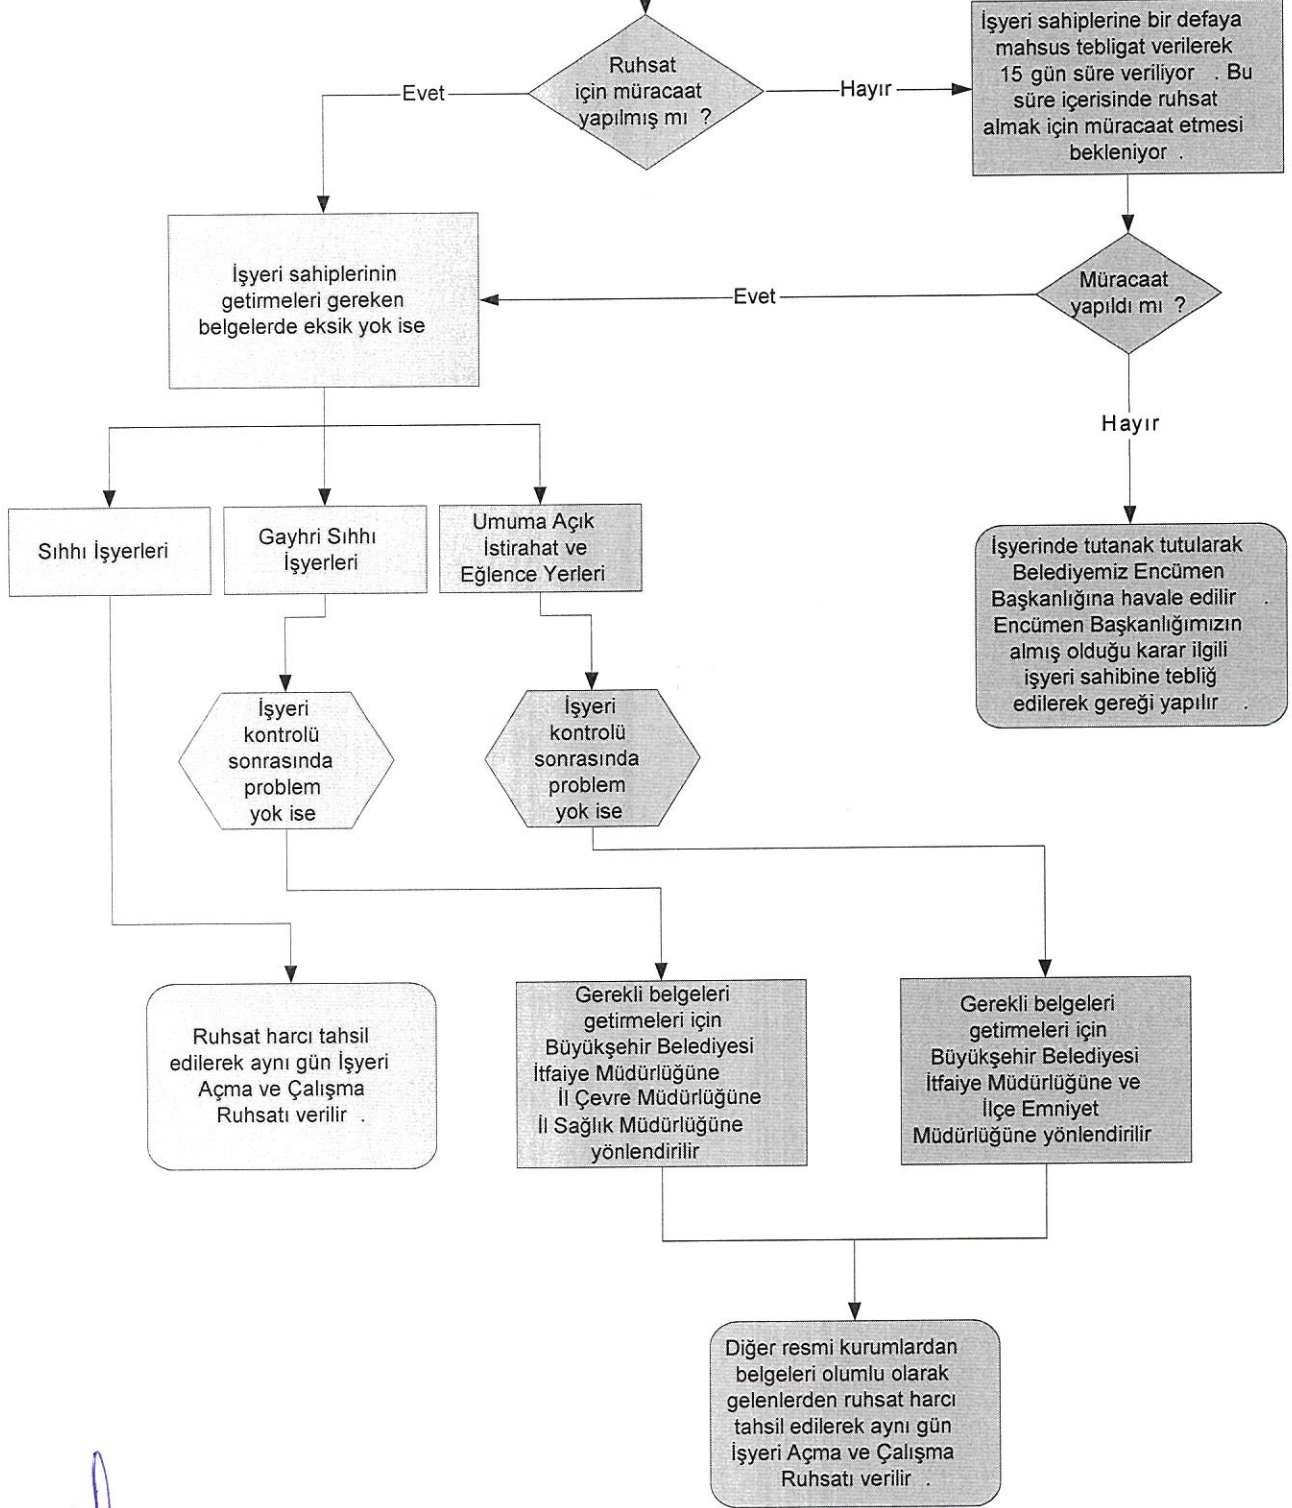 Ruhsat
için müracaat
yapılmış mı ?
Evet
Hayır
İşyeri sahiplerine bir defaya
mahsus tebligat verilerek
15 gün süre veriliyor . Bu
süre içerisinde ruhsat
almak için müracaat etmesi
bekleniyor .
İşyeri sahiplerinin
getirmeleri gereken
belgelerde eksik yok ise
Evet
Müracaat
yapıldı mı ?
Hayır
Sıhhı İşyerleri
Gayhri Sıhhı
İşyerleri
Umuma Açık
İstirahat ve
Eğlence Yerleri
İşyerinde tutanak tutularak
Belediyemiz Encümen
Başkanlığına havale edilir .
Encümen Başkanlığımızın
almış olduğu karar ilgili
işyeri sahibine tebliğ
edilerek gereği yapılır .
İşyeri
kontrolü
sonrasında
problem
yok ise
İşyeri
kontrolü
sonrasında
problem
yok ise
Ruhsat harcı tahsil
edilerek aynı gün İşyeri
Açma ve Çalışma
Ruhsatı verilir .
Gerekli belgeleri
getirmeleri için
Büyükşehir Belediyesi
İtfaiye Müdürlüğüne
İl Çevre Müdürlüğüne
İl Sağlık Müdürlüğüne
yönlendirilir
Gerekli belgeleri
getirmeleri için
Büyükşehir Belediyesi
İtfaiye Müdürlüğüne ve
İlçe Emniyet
Müdürlüğüne yönlendirilir
Diğer resmi kurumlardan
belgeleri olumlu olarak
gelenlerden ruhsat harcı
tahsil edilerek aynı gün
İşyeri Açma ve Çalışma
Ruhsatı verilir .